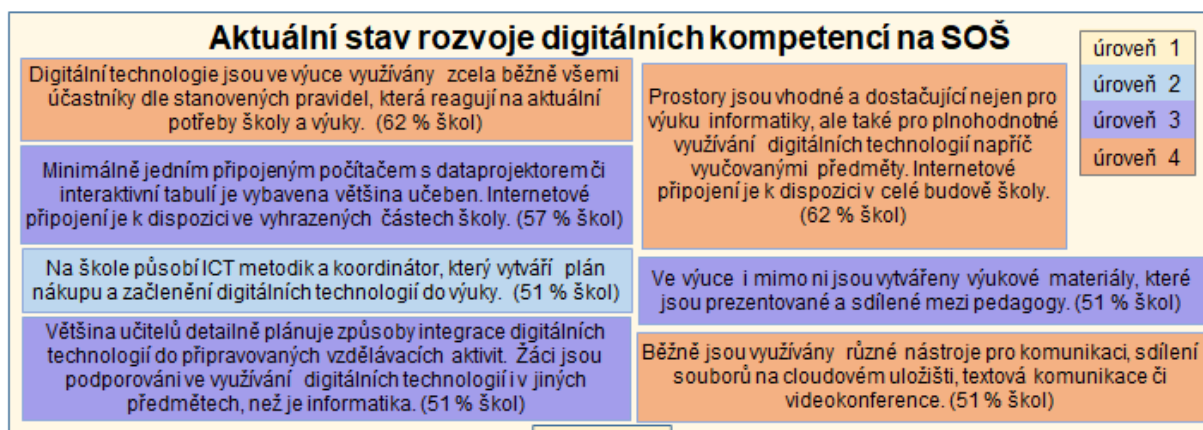 Aktuální stav rozvoje digitálních kompetencí na SOŠ
Digitální technologie jsou ve výuce využívány zcela běžně všemi
účastníky dle stanovených pravidel, která reagují na aktuální
potřeby školy a výuky. (62 % škol)
Minimálně jedním připojeným počítačem s dataprojektorem či
interaktivní tabulí je vybavena většina učeben. Internetové
připojení je k dispozici ve vyhrazených částech školy. (57 % škol)
Na škole působí ICT metodik a koordinátor, který vytváří plán
nákupu a začlenění digitálních technologií do výuky. (51 % škol)
Většina učitelů detailně plánuje způsoby integrace digitálních
technologií do připravovaných vzdělávacích aktivit. Žáci jsou
podporováni ve využívání digitálních technologií i v jiných
předmětech, než je informatika. (51 % škol)
Prostory jsou vhodné a dostačující nejen pro
výuku informatiky, ale také pro plnohodnotné
využívání digitálních technologií napříč
vyučovanými předměty. Internetové
připojení je k dispozici v celé budově školy.
(62 % škol)
Ve výuce i mimo ni jsou vytvářeny výukové materiály, které
jsou prezentované a sdílené mezi pedagogy. (51 % škol)
Běžně jsou využívány různé nástroje pro komunikaci, sdílení
souborů na cloudovém uložišti, textová komunikace či
videokonference. (51 % škol)
úroveň 1
úroveň 2
úroveň 3
úroveň 4